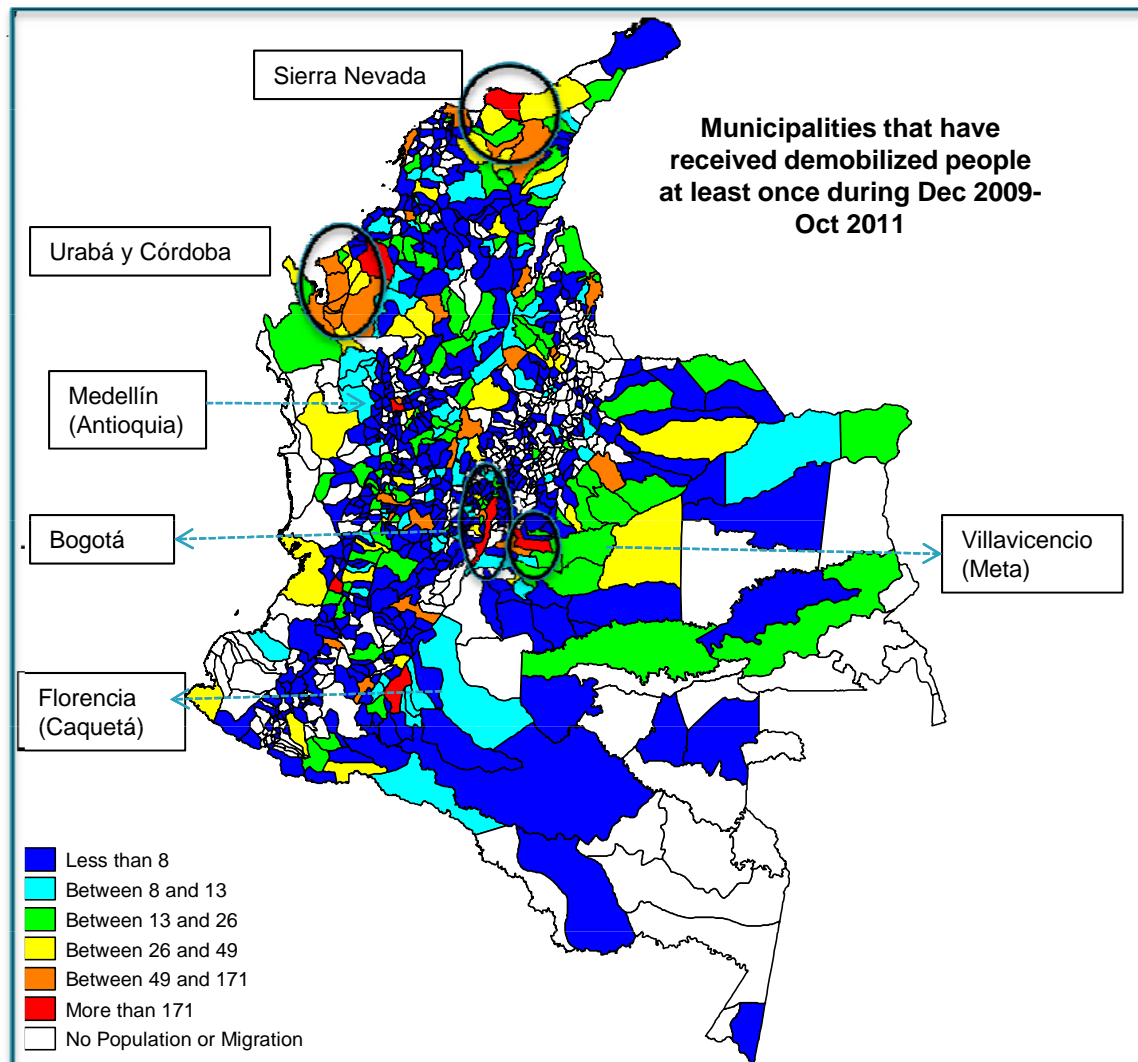 Sierra Nevada
Municipalities that have
received demobilized people
at least once during Dec 2009-
Oct 2011
Urabá y Córdoba
Medellín
(Antioquia)
Bogotá
Villavicencio
(Meta)
Florencia
(Caquetá)
Less than 8
Between 8 and 13
Between 13 and 26
Between 26 and 49
Between 49 and 171
More than 171
No Population or Migration